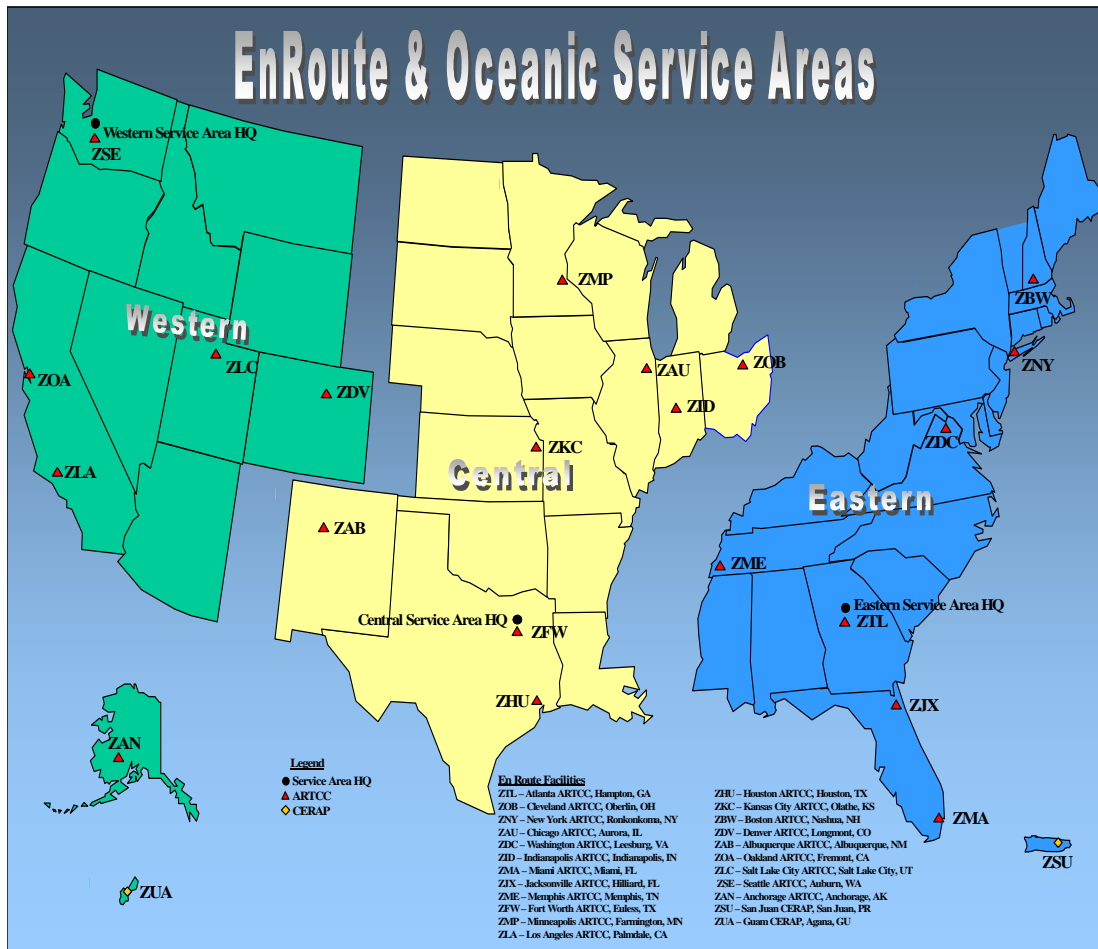 EnRoute & Oceanic Service Areas
Western Service Area HQ
ZSE
ZMP
ZBW
Western
ZLC
ZOA
ZDV
ZAU
ZOB
ZNY
ZID
ZDC
ZKC
ZLA
Central
Eastern
ZAB
ZME
Central Service Area HQ
ZFW
Eastern Service Area HQ
ZTL
ZHU
ZJX
ZAN
ZMA
ZSU
ZUA
Legend
Service Area HQ
ARTCC
CERAP
En Route Facilities
ZTL – Atlanta ARTCC, Hampton, GA
ZOB – Cleveland ARTCC, Oberlin, OH
ZNY – New York ARTCC, Ronkonkoma, NY
ZAU – Chicago ARTCC, Aurora, IL
ZDC – Washington ARTCC, Leesburg, VA
ZID – Indianapolis ARTCC, Indianapolis, IN
ZMA – Miami ARTCC, Miami, FL
ZJX – Jacksonville ARTCC, Hilliard, FL
ZME – Memphis ARTCC, Memphis, TN
ZFW – Fort Worth ARTCC, Euless, TX
ZMP – Minneapolis ARTCC, Farmington, MN
ZLA – Los Angeles ARTCC, Palmdale, CA
ZHU – Houston ARTCC, Houston, TX
ZKC – Kansas City ARTCC, Olathe, KS
ZBW – Boston ARTCC, Nashua, NH
ZDV – Denver ARTCC, Longmont, CO
ZAB – Albuquerque ARTCC, Albuquerque, NM
ZOA – Oakland ARTCC, Fremont, CA
ZLC – Salt Lake City ARTCC, Salt Lake City, UT
ZSE – Seattle ARTCC, Auburn, WA
ZAN – Anchorage ARTCC, Anchorage, AK
ZSU – San Juan CERAP, San Juan, PR
ZUA – Guam CERAP, Agana, GU